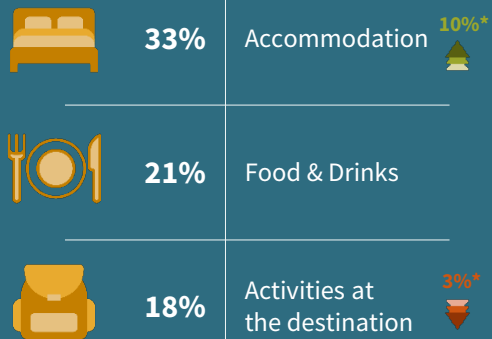 33% Accommodation 10%*
21% Food & Drinks
18% Activities at
the destination 3%*